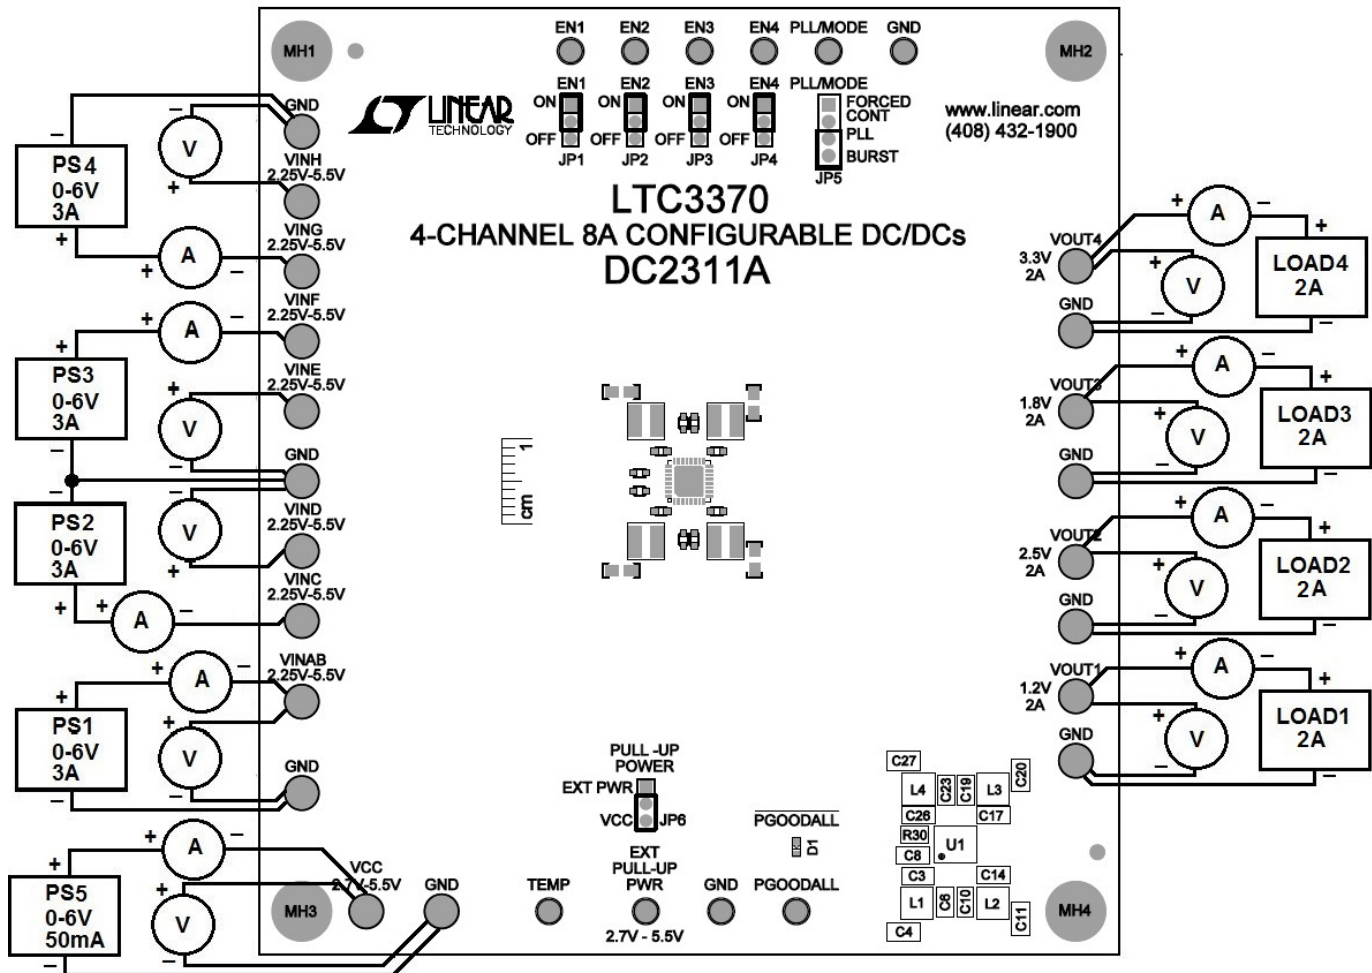 MH1
EN1 EN2 EN3 EN4 PLL/MODE GND
MH2
EN1 EN2 EN3 EN4 PLL/MODE
ON ON ON ON FORCED
CONT
PLL
OFF OFF OFF OFF BURST
JP1 JP2 JP3 JP4 JP5
LINEAR
TECHNOLOGY
www.linear.com
(408) 432-1900
LTC3370
4-CHANNEL 8A CONFIGURABLE DC/DCs
DC2311A
− − GND
V
PS4
0-6V
3A
+ VINH
2.25V-5.5V
+ VING
2.25V-5.5V
+ A −
+ A − VINF
2.25V-5.5V
+
PS3
0-6V
3A
+ VINE
2.25V-5.5V
V
− − GND
− −
PS2
0-6V
3A
V VIND
2.25V-5.5V
+
+ + A − VINC
2.25V-5.5V
+ A − VINAB
2.25V-5.5V
+ +
PS1
0-6V
3A
V
− − GND
+ A
+ + VCC
2.7V-5.5V
PS5
0-6V
50mA
V
− −
GND
MH3
+ A −
VOUT4
3.3V
2A
+ +
V
LOAD4
2A
GND − −
+ A −
VOUT3
1.8V
2A
+ +
V
LOAD3
2A
GND − −
+ A −
VOUT2
2.5V
2A
+ +
V
LOAD2
2A
GND − −
+ A −
VOUT1
1.2V
2A
+ +
V
LOAD1
2A
GND − −
1
cm
PULL -UP
POWER
EXT PWR
VCC JP6
EXT
PULL-UP
PWR
2.7V - 5.5V
TEMP
GND
PGOODALL
D1
PGOODALL
C27
L4 C23 C19 L3 C20
C26 C17
R30
C8 U1
C3 C14
L1 C6 C10 L2 C11
C4
MH4